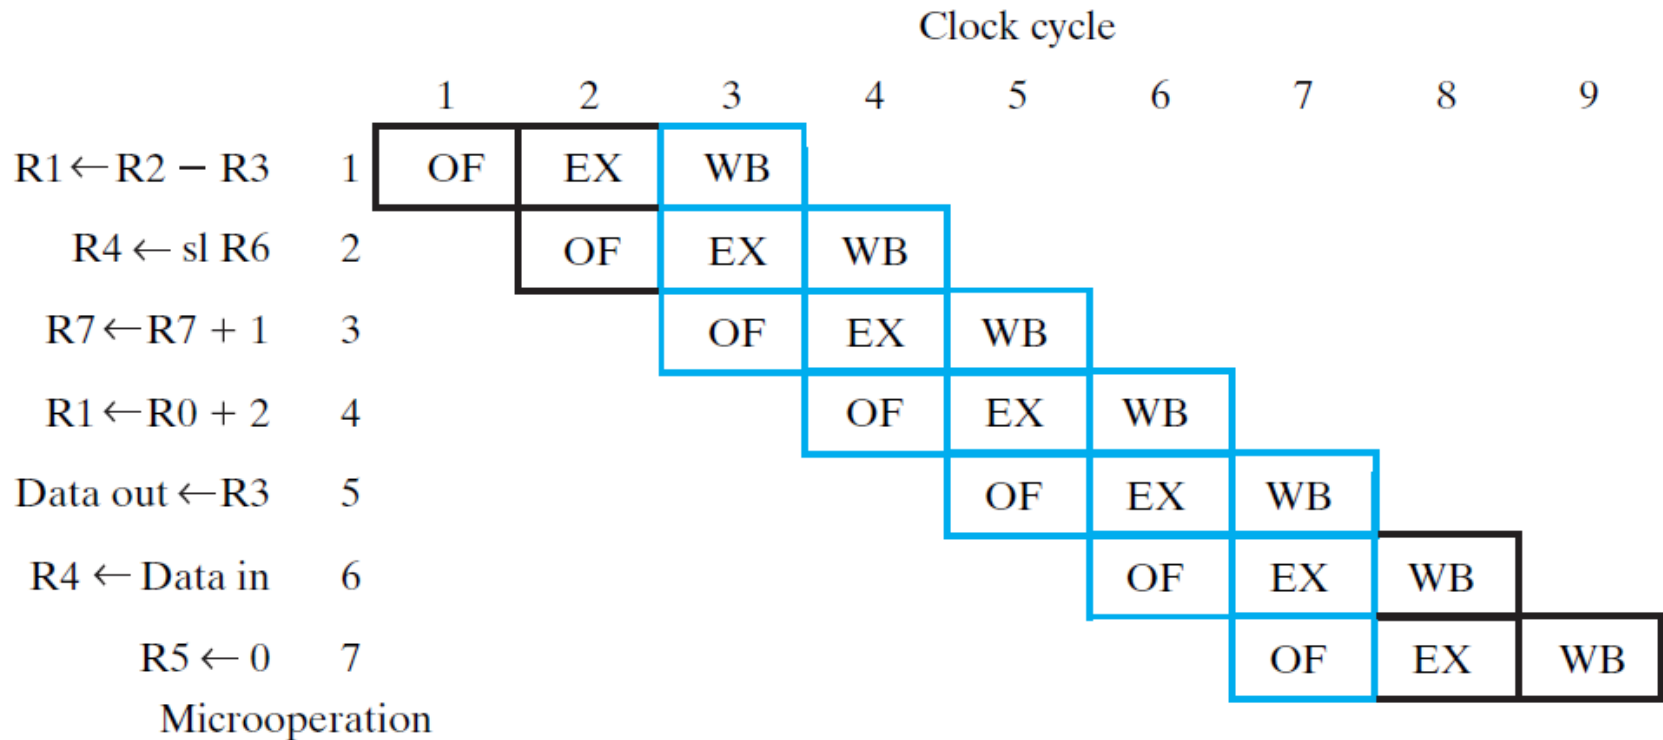 Clock cycle
1 2 3 4 5 6 7 8 9
R1 ← R2 − R3 1 OF EX WB
R4 ← sl R6 2 OF EX WB
R7 ← R7 + 1 3 OF EX WB
R1 ← R0 + 2 4 OF EX WB
Data out ← R3 5 OF EX WB
R4 ← Data in 6 OF EX WB
R5 ← 0 7 OF EX WB
Microoperation